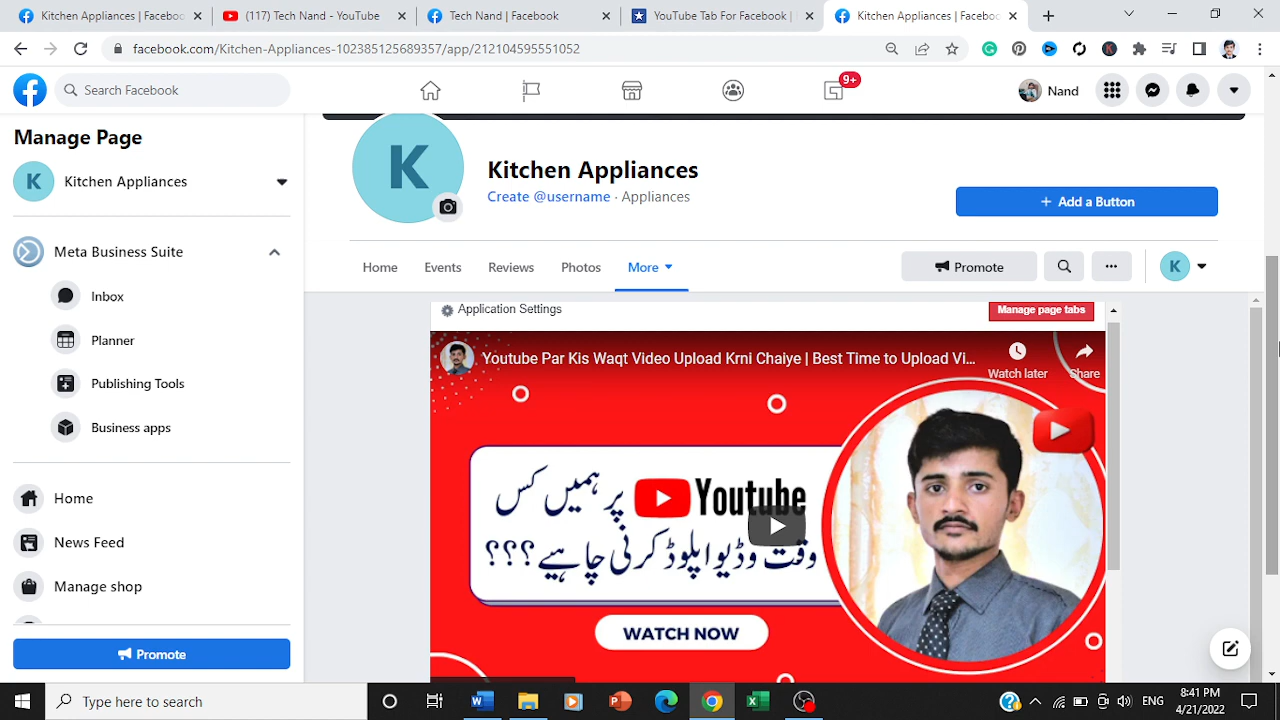 Kitchen Appliances | Faceboo
(117) Tech Nand - YouTube
Tech Nand | Facebook
YouTube Tab For Facebook |
Kitchen Appliances | Faceboo
facebook.com/Kitchen-Appliances-102385125689357/app/212104595551052
Search Facebook
9+
Nand
Manage Page
K
Kitchen Appliances
Meta Business Suite
Inbox
Planner
Publishing Tools
Business apps
Home
News Feed
Manage shop
Promote
K
Kitchen Appliances
Create @username · Appliances
+ Add a Button
Home
Events
Reviews
Photos
More
Promote
K
Application Settings
Manage page tabs
Youtube Par Kis Waqt Video Upload Krni Chaiye | Best Time to Upload Vi...
Watch later
Share
Youtube پر ہمیں کس
وقت وڈیو اپلوڈ کرنی چاہیے ؟؟؟
WATCH NOW
Type here to search
ENG
8:41 PM
4/21/2022